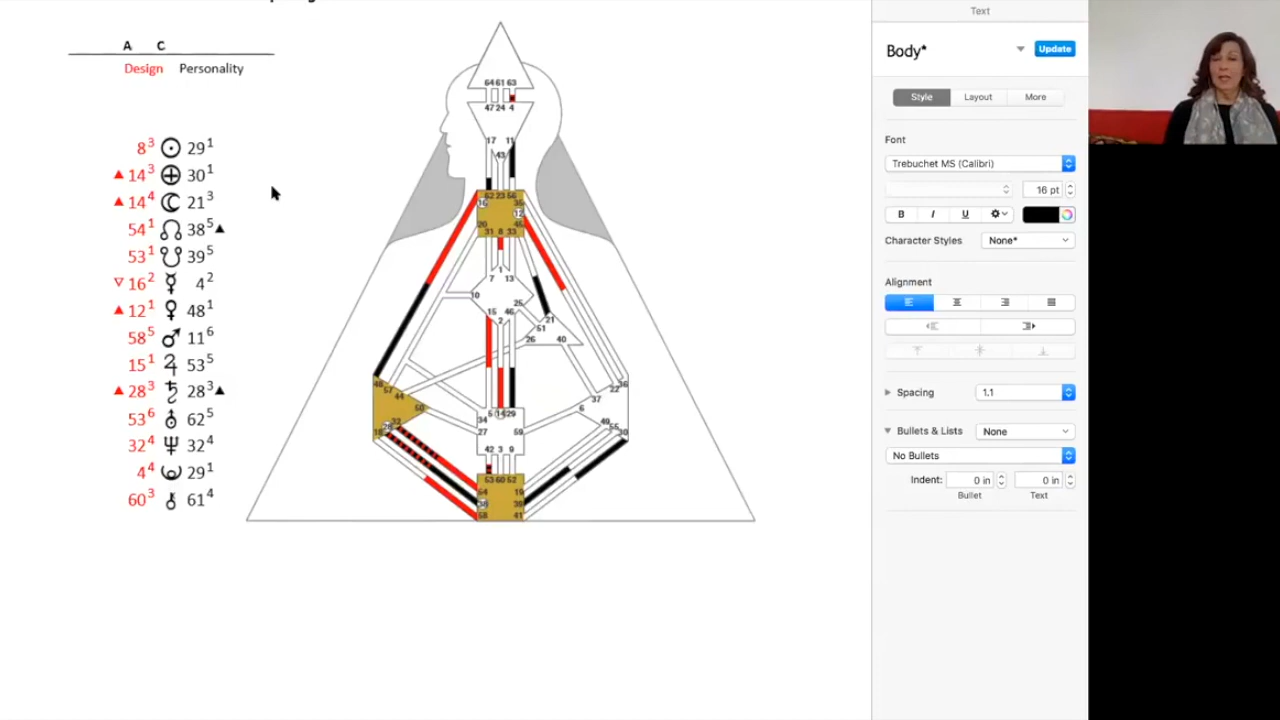 A C
Design Personality
8³ 29¹
▲ 14³ 30¹
▲ 14⁴ 21³
54¹ 38⁵ ▲
53¹ 39⁵
▽ 16² 4²
▲ 12¹ 48¹
58⁵ 11⁶
15¹ 53⁵
▲ 28³ 28³ ▲
53⁶ 62⁵
32⁴ 32⁴
4⁴ 29¹
60³ 61⁴
64 61 63
47 24 4
17 11
43
62 23 56
16 35
12
20 45
31 8 33
1
7 13
10 25
15 46
2
21
51
26 40
48
57
44
50
32
28
18
36
22
37
6
49
55
30
5 14 29
34
27 59
42 3 9
53 60 52
54 19
38 39
58 41
Text
Body* Update
Style Layout More
Font
Trebuchet MS (Calibri)
16 pt
B I U
Character Styles None*
Alignment
Spacing 1.1
Bullets & Lists None
No Bullets
Indent: 0 in 0 in
Bullet Text